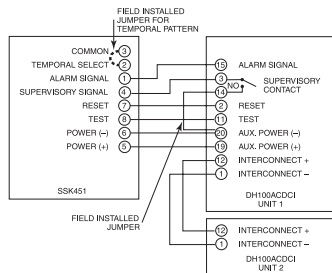 FIELD INSTALLED
JUMPER FOR
TEMPORAL PATTERN
COMMON 3
TEMPORAL SELECT 2
ALARM SIGNAL 1
SUPERVISORY SIGNAL 4
RESET 7
TEST 8
POWER (–) 6
POWER (+) 5
SSK451
FIELD INSTALLED
JUMPER
15 ALARM SIGNAL
3
NO
14
SUPERVISORY
CONTACT
2 RESET
11 TEST
20 AUX. POWER (–)
19 AUX. POWER (+)
12 INTERCONNECT +
1 INTERCONNECT –
DH100ACDCI
UNIT 1
12 INTERCONNECT +
1 INTERCONNECT –
DH100ACDCI
UNIT 2